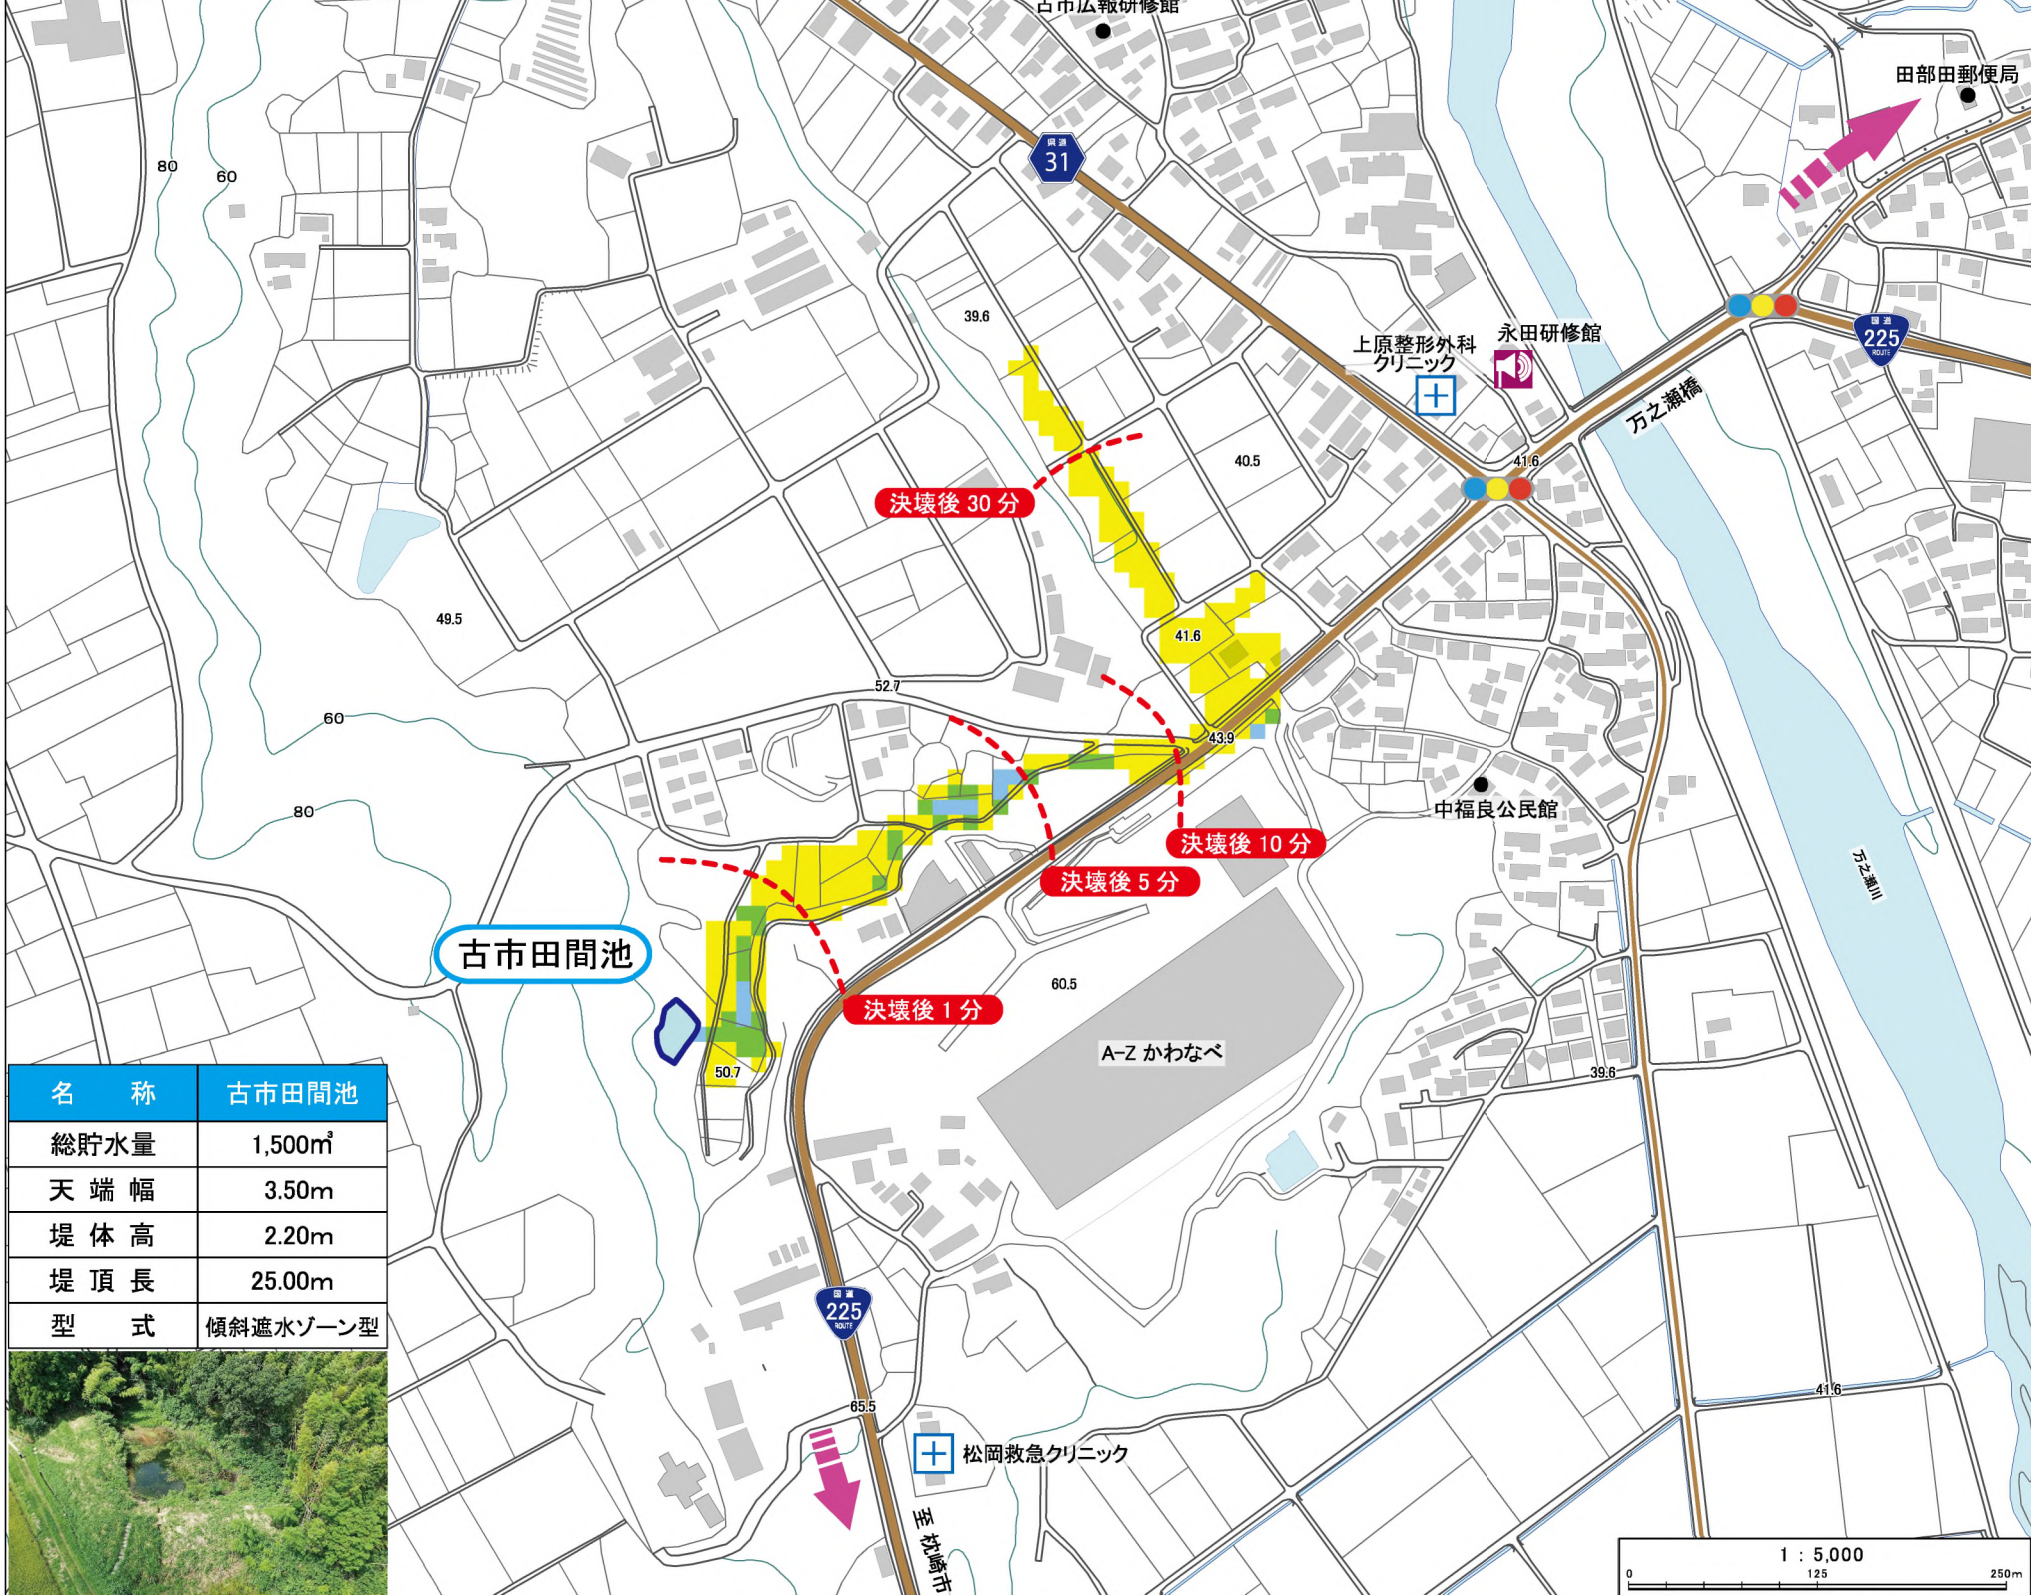 古市広報研修館
田部田郵便局
県道
31
80
60
39.6
上原整形外科
クリニック
永田研修館
国道
225
ROUTE
万之瀬橋
40.5
41.6
決壊後 30 分
49.5
41.6
52.7
60
43.9
80
中福良公民館
決壊後 10 分
決壊後 5 分
万之瀬川
古市田間池
決壊後 1 分
60.5
A-Z かわなべ
50.7
39.6
名 称 古市田間池
総貯水量 1,500㎥
天端幅 3.50m
堤体高 2.20m
堤頂長 25.00m
型 式 傾斜遮水ゾーン型
国道
225
ROUTE
65.5
41.6
松岡救急クリニック
至 枕崎市
1 : 5,000
0 125 250m